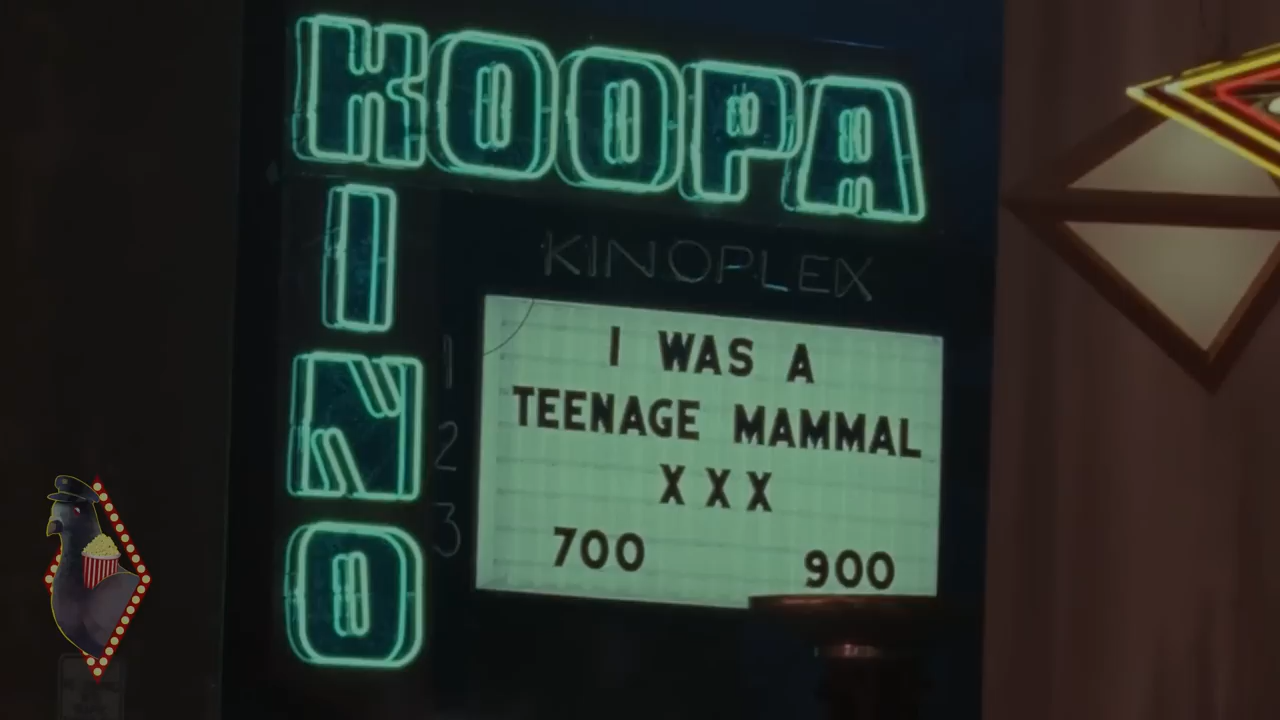 KOOPA
KINO
KINOPLEX
1
2
3
I WAS A
TEENAGE MAMMAL
XXX
700 900